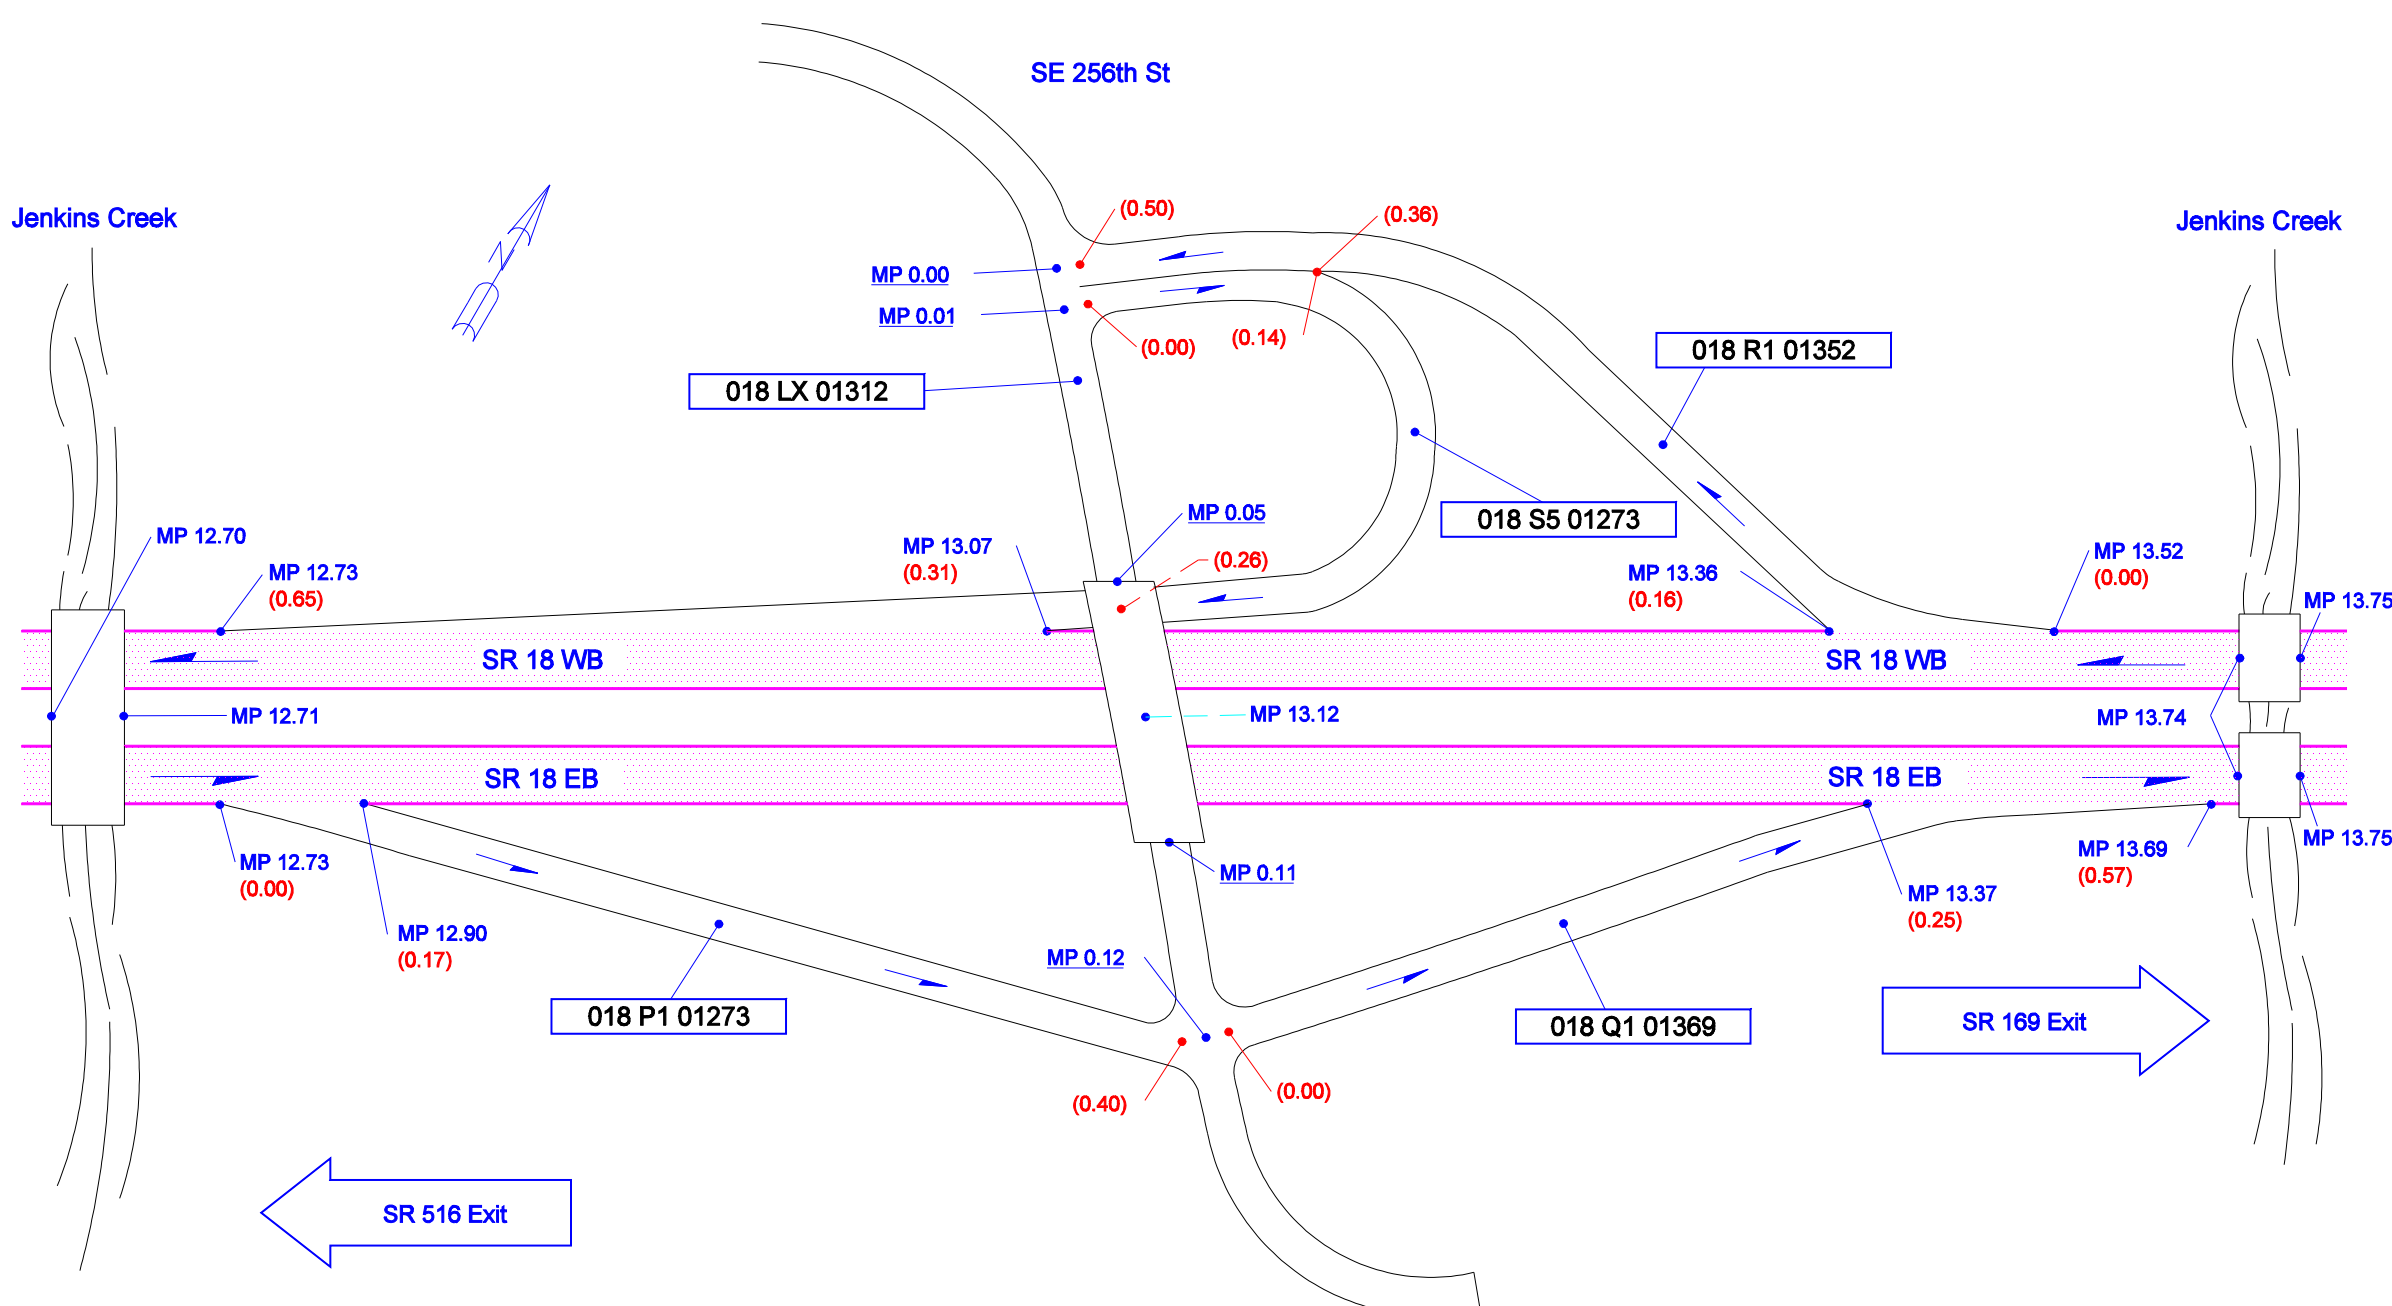 SE 256th St
Jenkins Creek
Jenkins Creek
(0.50)
(0.36)
MP 0.00
MP 0.01
(0.00)
(0.14)
018 R1 01352
018 LX 01312
MP 0.05
018 S5 01273
MP 12.70
MP 13.07
(0.31)
(0.26)
MP 12.73
(0.65)
MP 13.36
(0.16)
MP 13.52
(0.00)
MP 13.75
SR 18 WB
SR 18 WB
MP 12.71
MP 13.12
MP 13.74
SR 18 EB
SR 18 EB
MP 12.73
(0.00)
MP 0.11
MP 13.69
(0.57)
MP 13.75
MP 12.90
(0.17)
MP 13.37
(0.25)
MP 0.12
018 P1 01273
018 Q1 01369
SR 169 Exit
(0.40)
(0.00)
SR 516 Exit
N